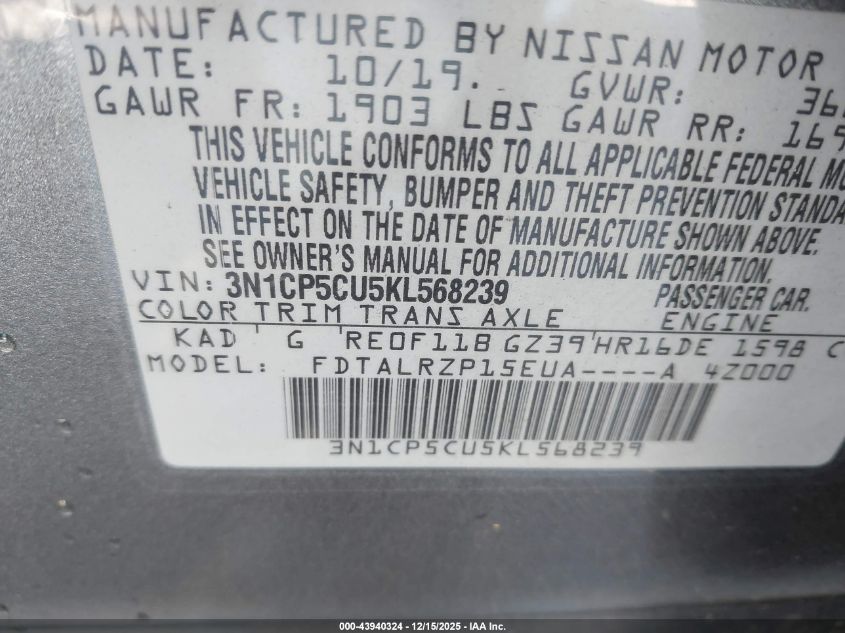 MANUFACTURED BY NISSAN MOTOR
DATE: 10/19. GVWR:
GAWR FR: 1903 LBS GAWR RR:
THIS VEHICLE CONFORMS TO ALL APPLICABLE FEDERAL
VEHICLE SAFETY, BUMPER AND THEFT PREVENTION
IN EFFECT ON THE DATE OF MANUFACTURE SHOWN ABOVE.
SEE OWNER'S MANUAL FOR ADDITIONAL INFORMATION.
VIN: 3N1CP5CU5KL568239 PASSENGER CAR.
COLOR TRIM TRANS AXLE ENGINE
KAD G RE0F11B GZ39 HR16DE 1598 C
MODEL: FDTALRZP15EUA----A 4Z000
3N1CP5CU5KL568239
000-43940324 - 12/15/2025 - IAA Inc.